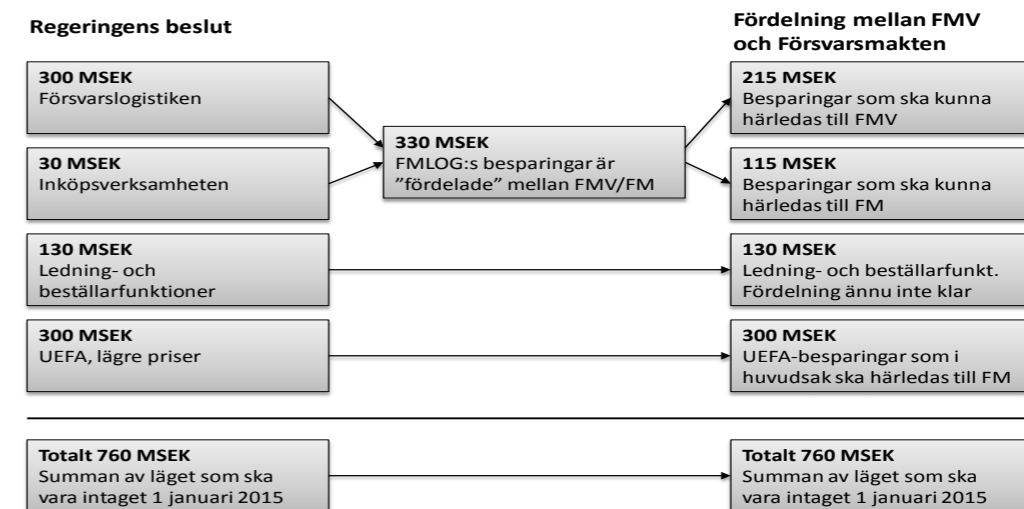 Regeringens beslut
Fördelning mellan FMV
och Försvarsmakten
300 MSEK
Försvarslogistiken
30 MSEK
Inköpsverksamheten
130 MSEK
Ledning- och
beställarfunktioner
300 MSEK
UEFA, lägre priser
330 MSEK
FMLOG:s besparingar är
”fördelade” mellan FMV/FM
215 MSEK
Besparingar som ska kunna
härledas till FMV
115 MSEK
Besparingar som ska kunna
härledas till FM
130 MSEK
Ledning- och beställarfunkt.
Fördelning ännu inte klar
300 MSEK
UEFA-besparingar som i
huvudsak ska härledas till FM
Totalt 760 MSEK
Summan av läget som ska
vara intaget 1 januari 2015
Totalt 760 MSEK
Summan av läget som ska
vara intaget 1 januari 2015